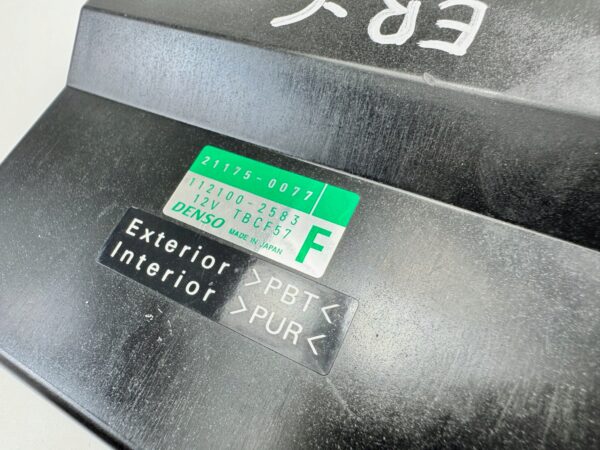 21175-0077
112100-2583
12V TBCF57
DENSO MADE IN JAPAN
F
Exterior >PBT<
Interior >PUR<